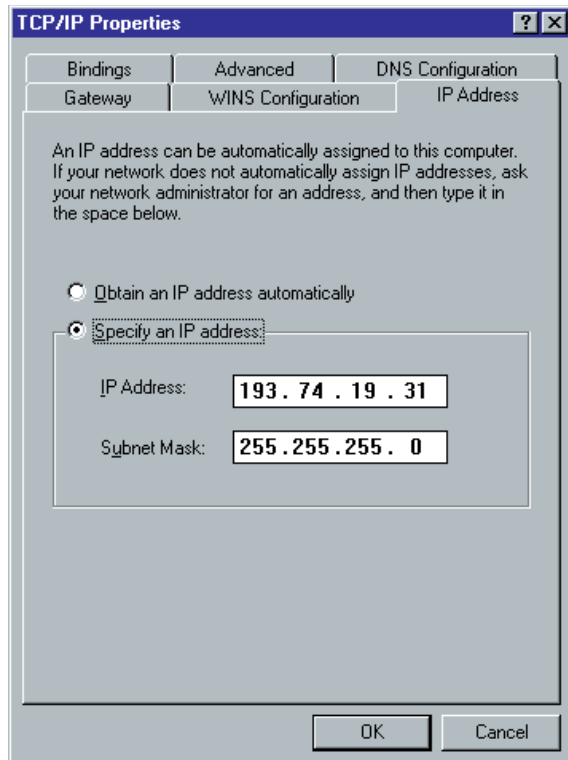 TCP/IP Properties
Bindings Advanced DNS Configuration
Gateway WINS Configuration IP Address
An IP address can be automatically assigned to this computer.
If your network does not automatically assign IP addresses, ask
your network administrator for an address, and then type it in
the space below.
Obtain an IP address automatically
Specify an IP address:
IP Address: 193. 74 . 19 . 31
Subnet Mask: 255.255.255. 0
OK Cancel